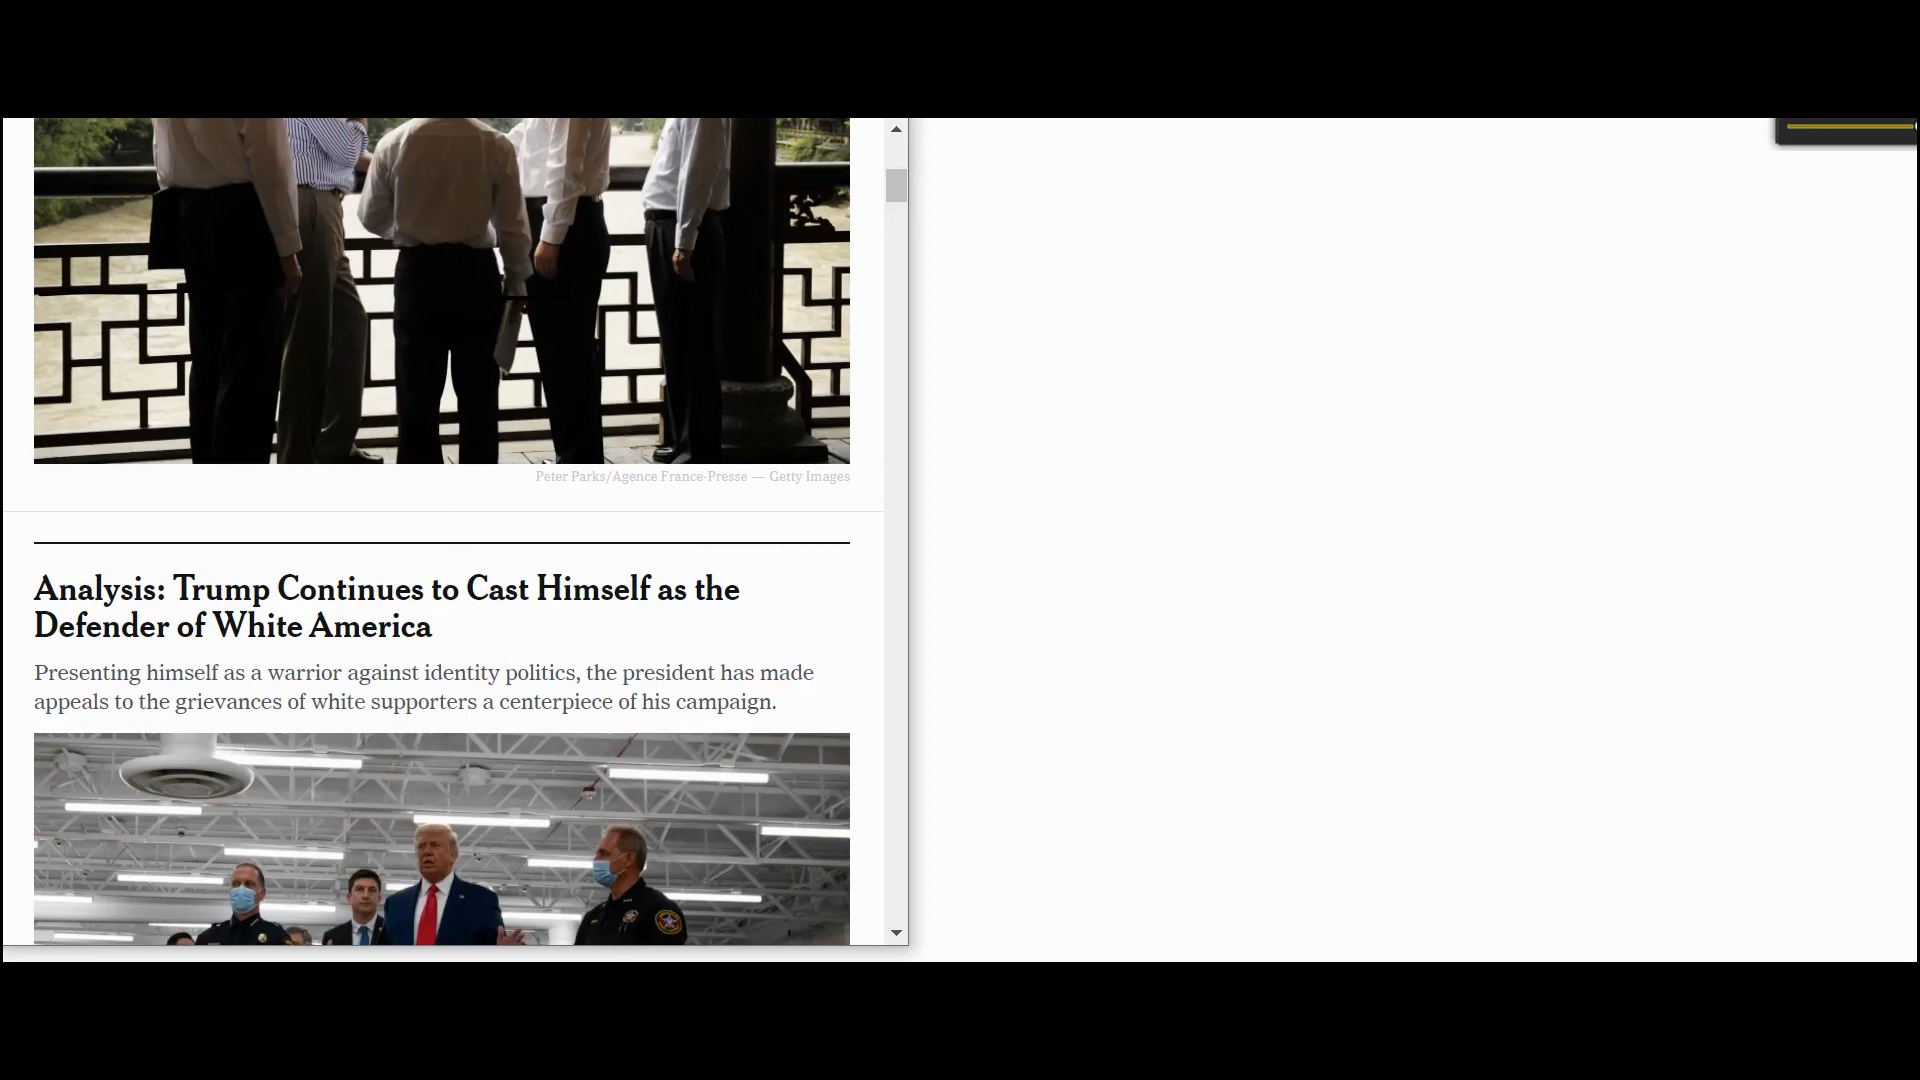 Peter Parks/Agence France-Presse — Getty Images
Analysis: Trump Continues to Cast Himself as the
Defender of White America
Presenting himself as a warrior against identity politics, the president has made
appeals to the grievances of white supporters a centerpiece of his campaign.